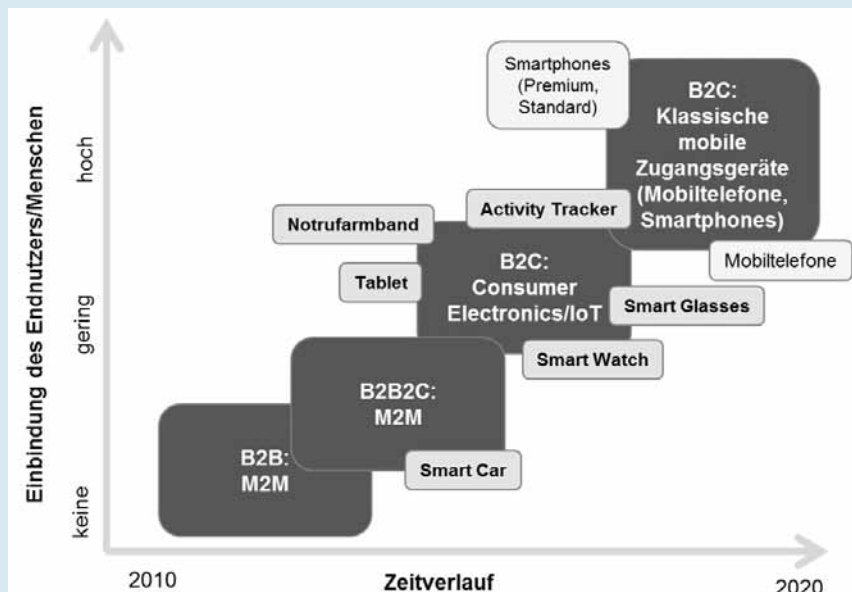 Einbindung des Endnutzers/Menschen
hoch
gering
keine
Smartphones
(Premium,
Standard)
B2C:
Klassische
mobile
Zugangsgeräte
(Mobiltelefone,
Smartphones)
Mobiltelefone
Notrufarmband
Activity Tracker
Tablet
B2C:
Consumer
Electronics/IoT
Smart Glasses
Smart Watch
B2B2C:
M2M
Smart Car
B2B:
M2M
2010
Zeitverlauf
2020